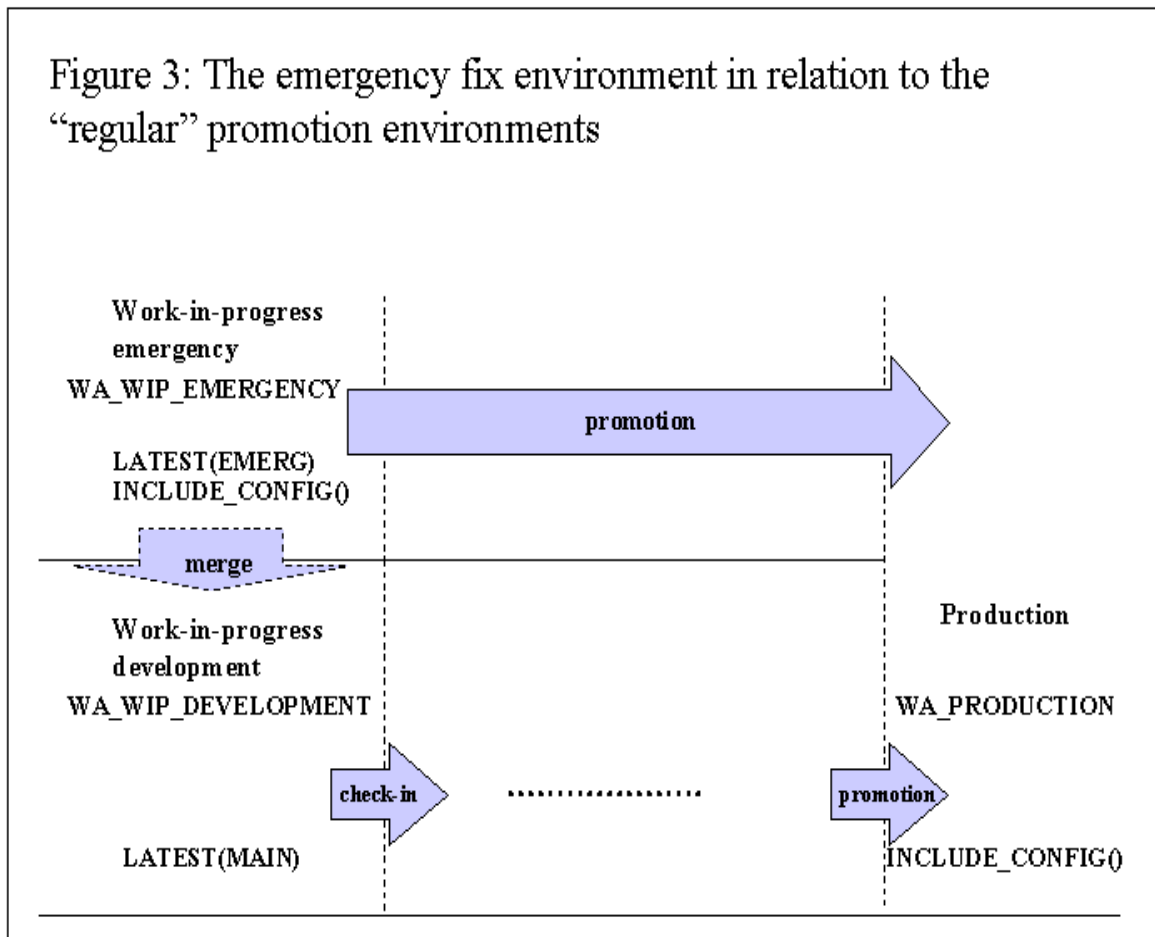 Figure 3: The emergency fix environment in relation to the
“regular” promotion environments
Work-in-progress
emergency
WA_WIP_EMERGENCY
promotion
LATEST(EMERG)
INCLUDE_CONFIG()
merge
Work-in-progress
development
Production
WA_WIP_DEVELOPMENT
WA_PRODUCTION
check-in
promotion
LATEST(MAIN)
INCLUDE_CONFIG()